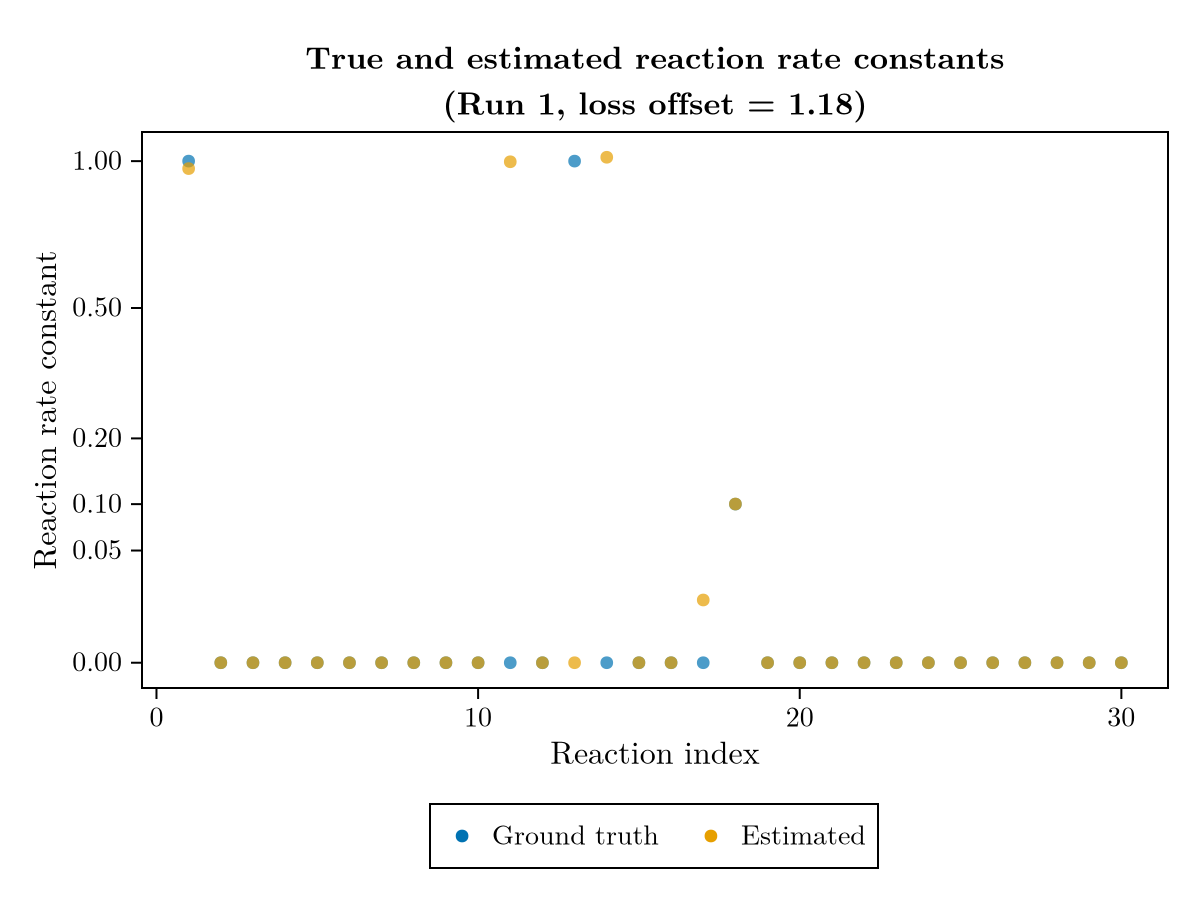 True and estimated reaction rate constants
(Run 1, loss offset = 1.18)
Reaction rate constant
1.00
0.50
0.20
0.10
0.05
0.00
0 10 20 30
Reaction index
Ground truth Estimated